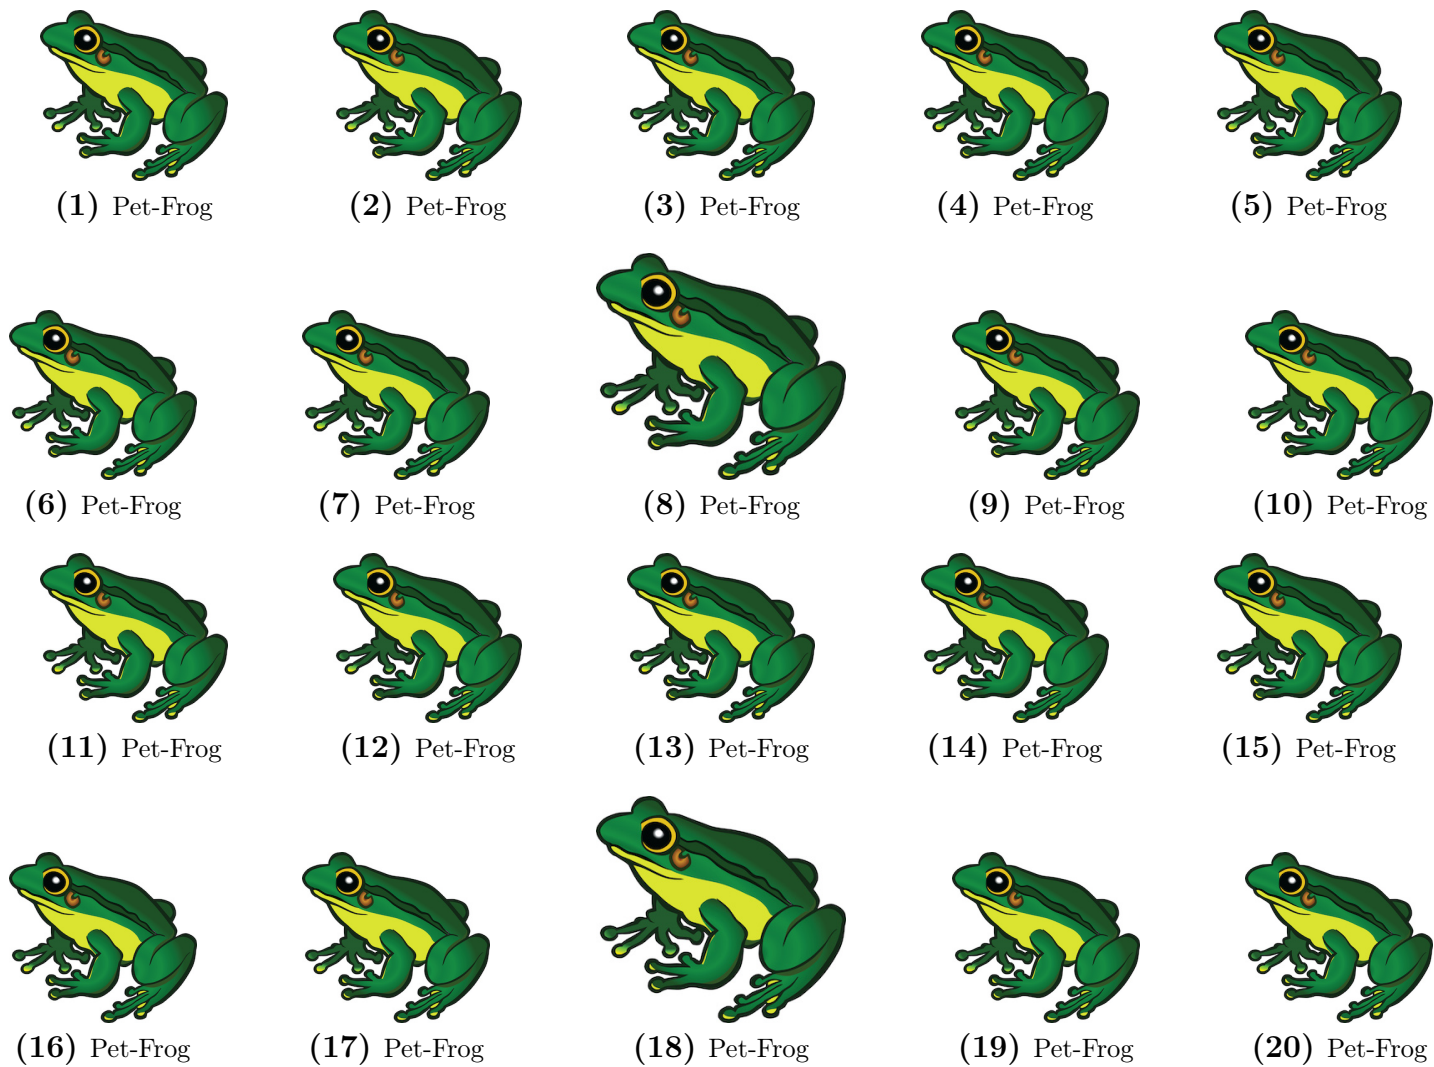 (1) Pet-Frog (2) Pet-Frog (3) Pet-Frog (4) Pet-Frog (5) Pet-Frog
(6) Pet-Frog (7) Pet-Frog (8) Pet-Frog (9) Pet-Frog (10) Pet-Frog
(11) Pet-Frog (12) Pet-Frog (13) Pet-Frog (14) Pet-Frog (15) Pet-Frog
(16) Pet-Frog (17) Pet-Frog (18) Pet-Frog (19) Pet-Frog (20) Pet-Frog